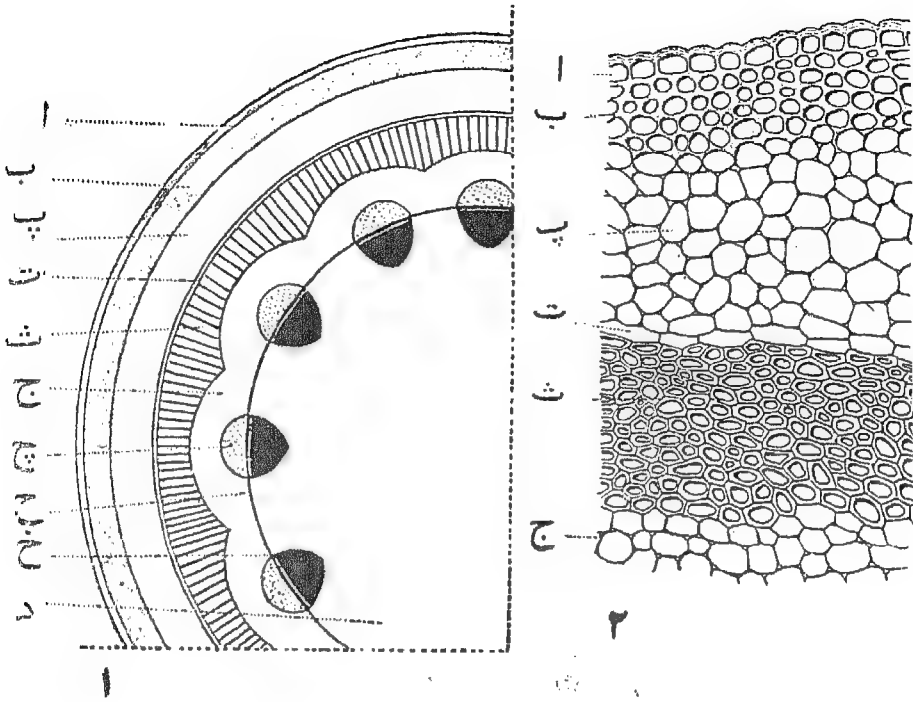 ا
ب
پ
ت
ث
ج
چ
۱
ا
ب
پ
ت
ث
ج
۲